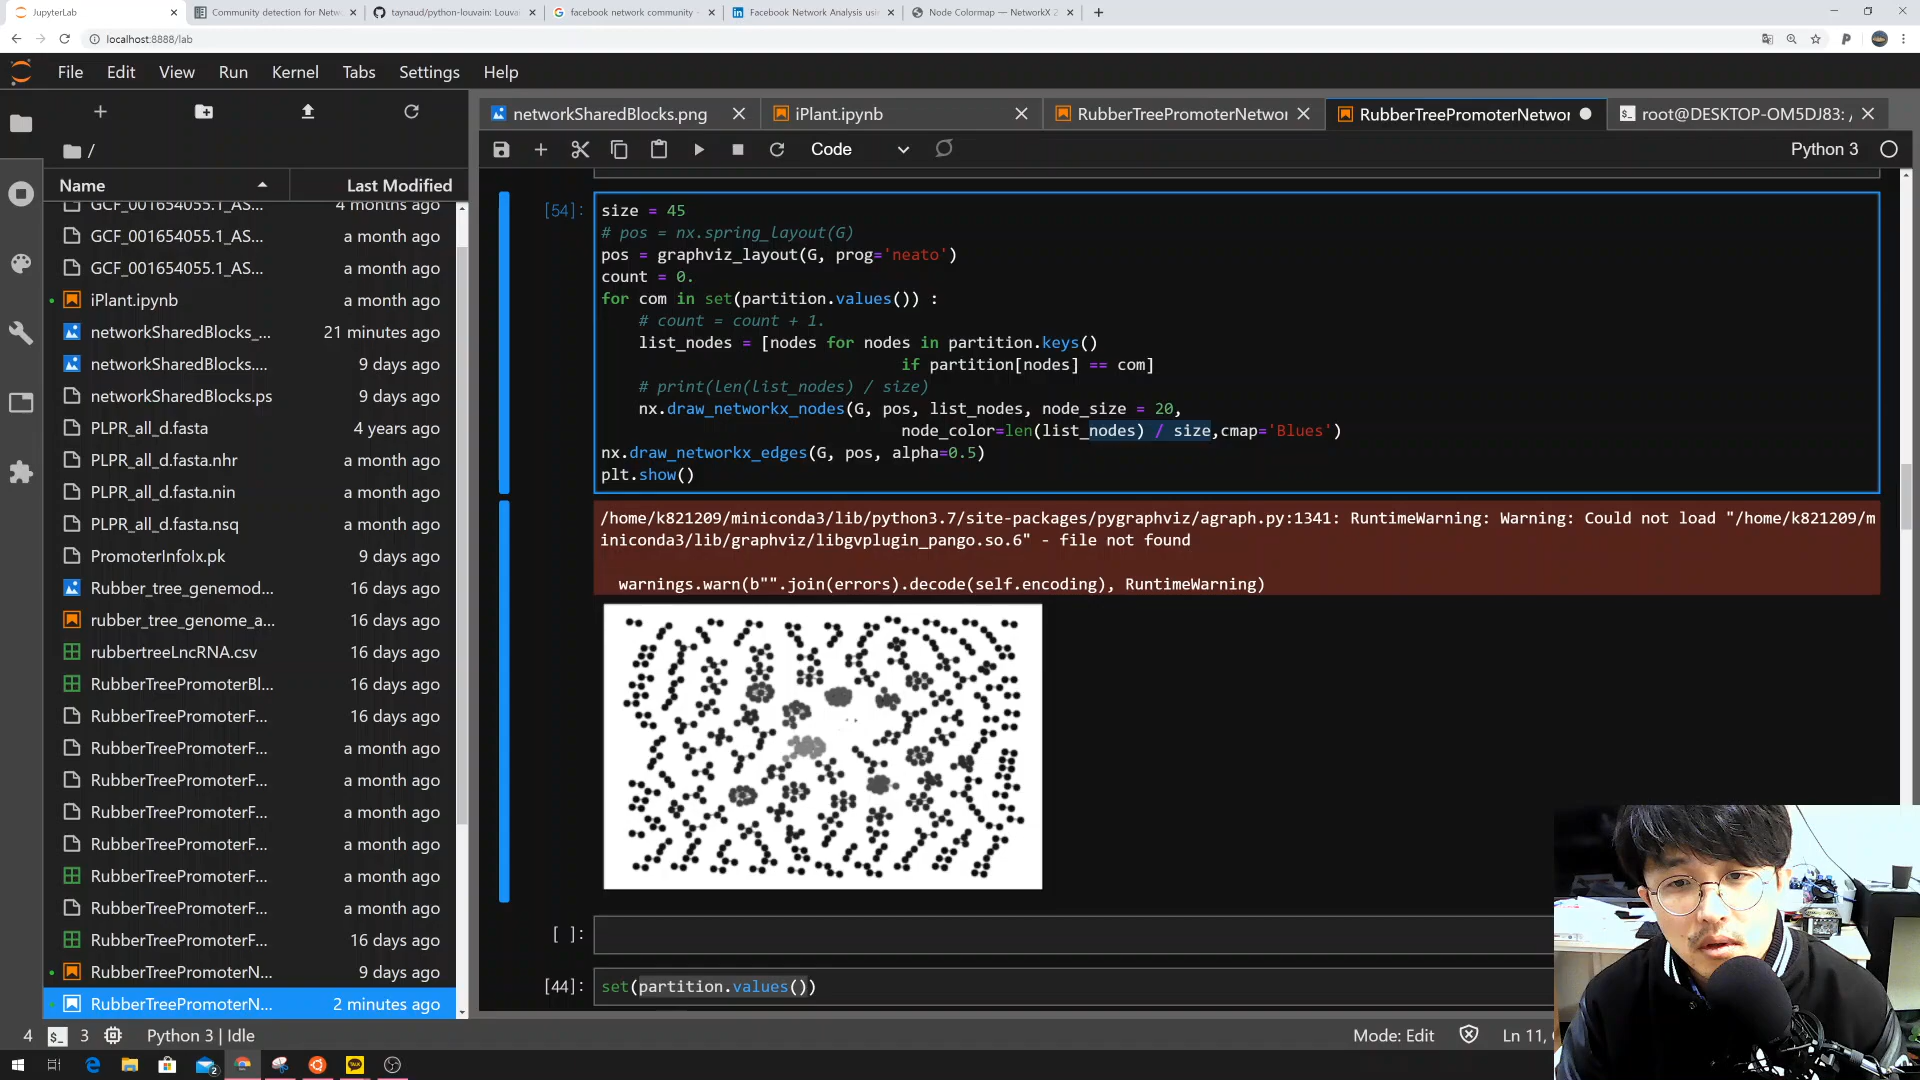 JupyterLab
Community detection for Netw
taynaud/python-louvain: Louva
facebook network community -
Facebook Network Analysis usin
Node Colormap — NetworkX 2
localhost:8888/lab
File Edit View Run Kernel Tabs Settings Help
networkSharedBlocks.png
iPlant.ipynb
RubberTreePromoterNetwor
RubberTreePromoterNetwor
root@DESKTOP-OM5DJ83: /
Code
Python 3
/
Name Last Modified
GCF_001654055.1_AS... 4 months ago
GCF_001654055.1_AS... a month ago
GCF_001654055.1_AS... a month ago
iPlant.ipynb a month ago
networkSharedBlocks_... 21 minutes ago
networkSharedBlocks.... 9 days ago
networkSharedBlocks.ps 9 days ago
PLPR_all_d.fasta 4 years ago
PLPR_all_d.fasta.nhr a month ago
PLPR_all_d.fasta.nin a month ago
PLPR_all_d.fasta.nsq a month ago
PromoterInfoIx.pk 9 days ago
Rubber_tree_genemod... 16 days ago
rubber_tree_genome_a... 16 days ago
rubbertreeLncRNA.csv 16 days ago
RubberTreePromoterBl... 16 days ago
RubberTreePromoterF... 16 days ago
RubberTreePromoterF... a month ago
RubberTreePromoterF... a month ago
RubberTreePromoterF... a month ago
RubberTreePromoterF... a month ago
RubberTreePromoterF... a month ago
RubberTreePromoterF... a month ago
RubberTreePromoterF... 16 days ago
RubberTreePromoterN... 9 days ago
RubberTreePromoterN... 2 minutes ago
[54]: size = 45
# pos = nx.spring_layout(G)
pos = graphviz_layout(G, prog='neato')
count = 0.
for com in set(partition.values()) :
# count = count + 1.
list_nodes = [nodes for nodes in partition.keys()
if partition[nodes] == com]
# print(len(list_nodes) / size)
nx.draw_networkx_nodes(G, pos, list_nodes, node_size = 20,
node_color=len(list_nodes) / size,cmap='Blues')
nx.draw_networkx_edges(G, pos, alpha=0.5)
plt.show()
/home/k821209/miniconda3/lib/python3.7/site-packages/pygraphviz/agraph.py:1341: RuntimeWarning: Warning: Could not load "/home/k821209/m
iniconda3/lib/graphviz/libgvplugin_pango.so.6" - file not found
warnings.warn(b"".join(errors).decode(self.encoding), RuntimeWarning)
[ ]:
[44]: set(partition.values())
4 $_ 3 Python 3 | Idle
Mode: Edit
Ln 11,